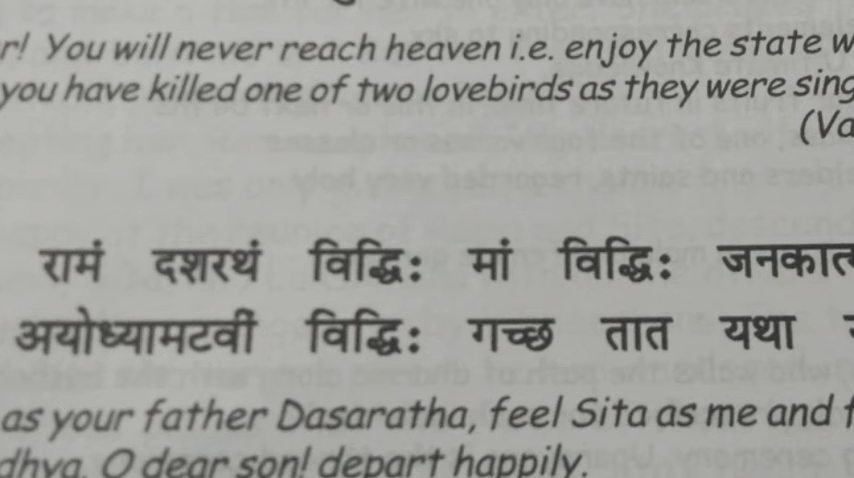 r! You will never reach heaven i.e. enjoy the state w
you have killed one of two lovebirds as they were sing
(Va
रामं दशरथं विद्धिः मां विद्धिः जनकात्
अयोध्यामटवीं विद्धिः गच्छ तात यथा
as your father Dasaratha, feel Sita as me and f
dhya. O dear son! depart happily.